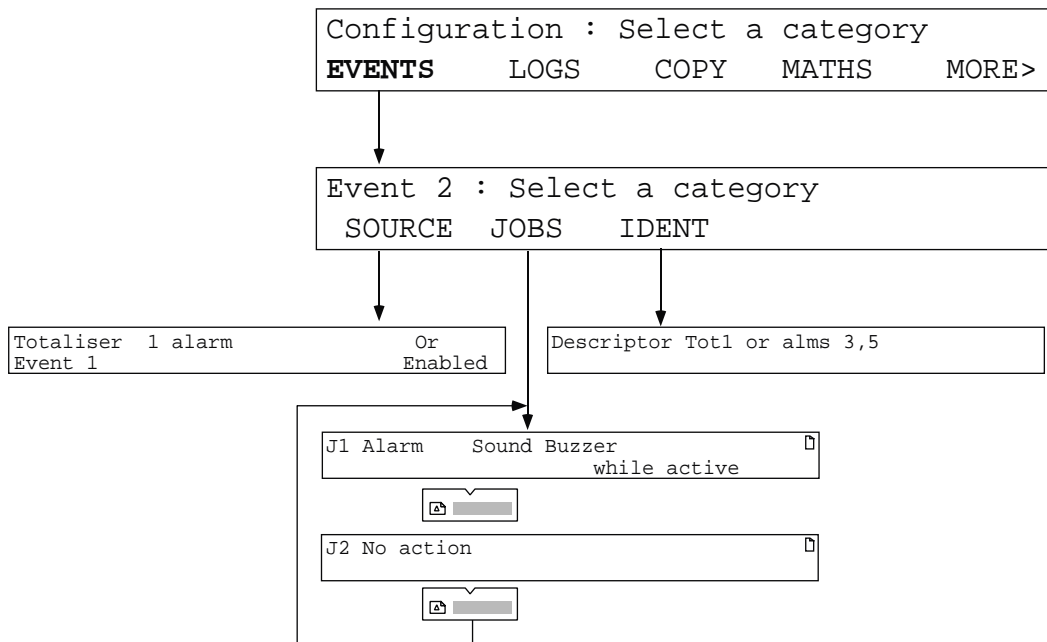 Configuration : Select a category
EVENTS LOGS COPY MATHS MORE>
Event 2 : Select a category
SOURCE JOBS IDENT
Totaliser 1 alarm Or
Event 1 Enabled
Descriptor Tot1 or alms 3,5
J1 Alarm Sound Buzzer
while active
J2 No action